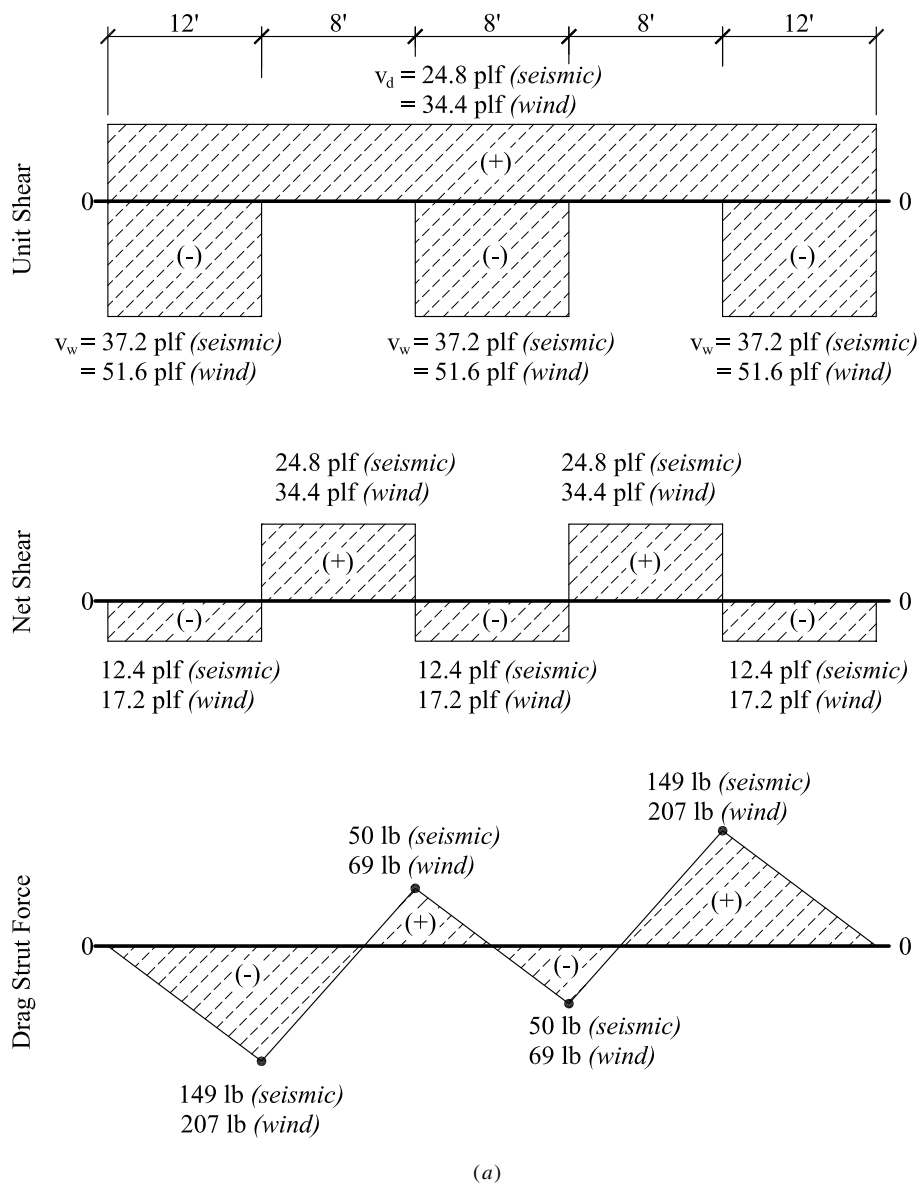 12' 8' 8' 8' 12'
v_d = 24.8 plf (seismic)
= 34.4 plf (wind)
Unit Shear
(+)
0 0
(-) (-) (-)
v_w = 37.2 plf (seismic) v_w = 37.2 plf (seismic) v_w = 37.2 plf (seismic)
= 51.6 plf (wind) = 51.6 plf (wind) = 51.6 plf (wind)
24.8 plf (seismic) 24.8 plf (seismic)
34.4 plf (wind) 34.4 plf (wind)
Net Shear
(+) (+)
0 0
(-) (-) (-)
12.4 plf (seismic) 12.4 plf (seismic) 12.4 plf (seismic)
17.2 plf (wind) 17.2 plf (wind) 17.2 plf (wind)
149 lb (seismic)
207 lb (wind)
50 lb (seismic)
69 lb (wind)
Drag Strut Force
(+) (+)
0 0
(-) (-)
50 lb (seismic)
69 lb (wind)
149 lb (seismic)
207 lb (wind)
(a)